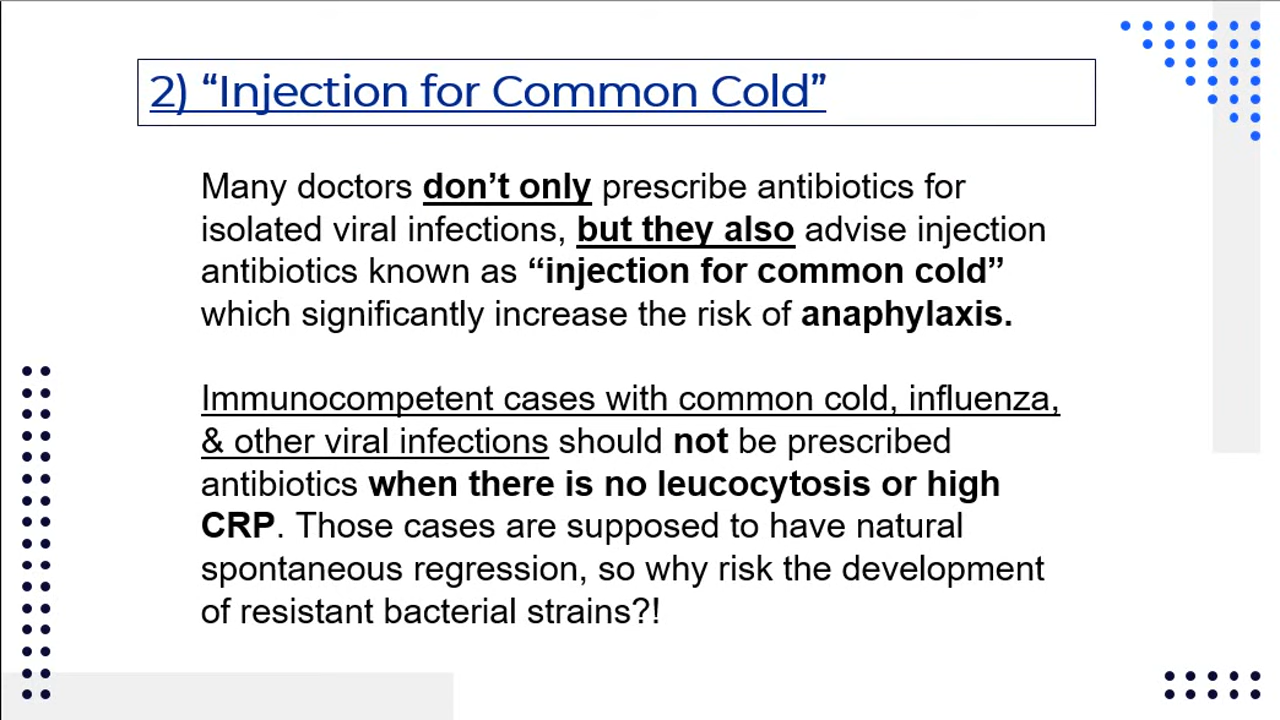 2) “Injection for Common Cold”
Many doctors don’t only prescribe antibiotics for
isolated viral infections, but they also advise injection
antibiotics known as “injection for common cold”
which significantly increase the risk of anaphylaxis.
Immunocompetent cases with common cold, influenza,
& other viral infections should not be prescribed
antibiotics when there is no leucocytosis or high
CRP. Those cases are supposed to have natural
spontaneous regression, so why risk the development
of resistant bacterial strains?!